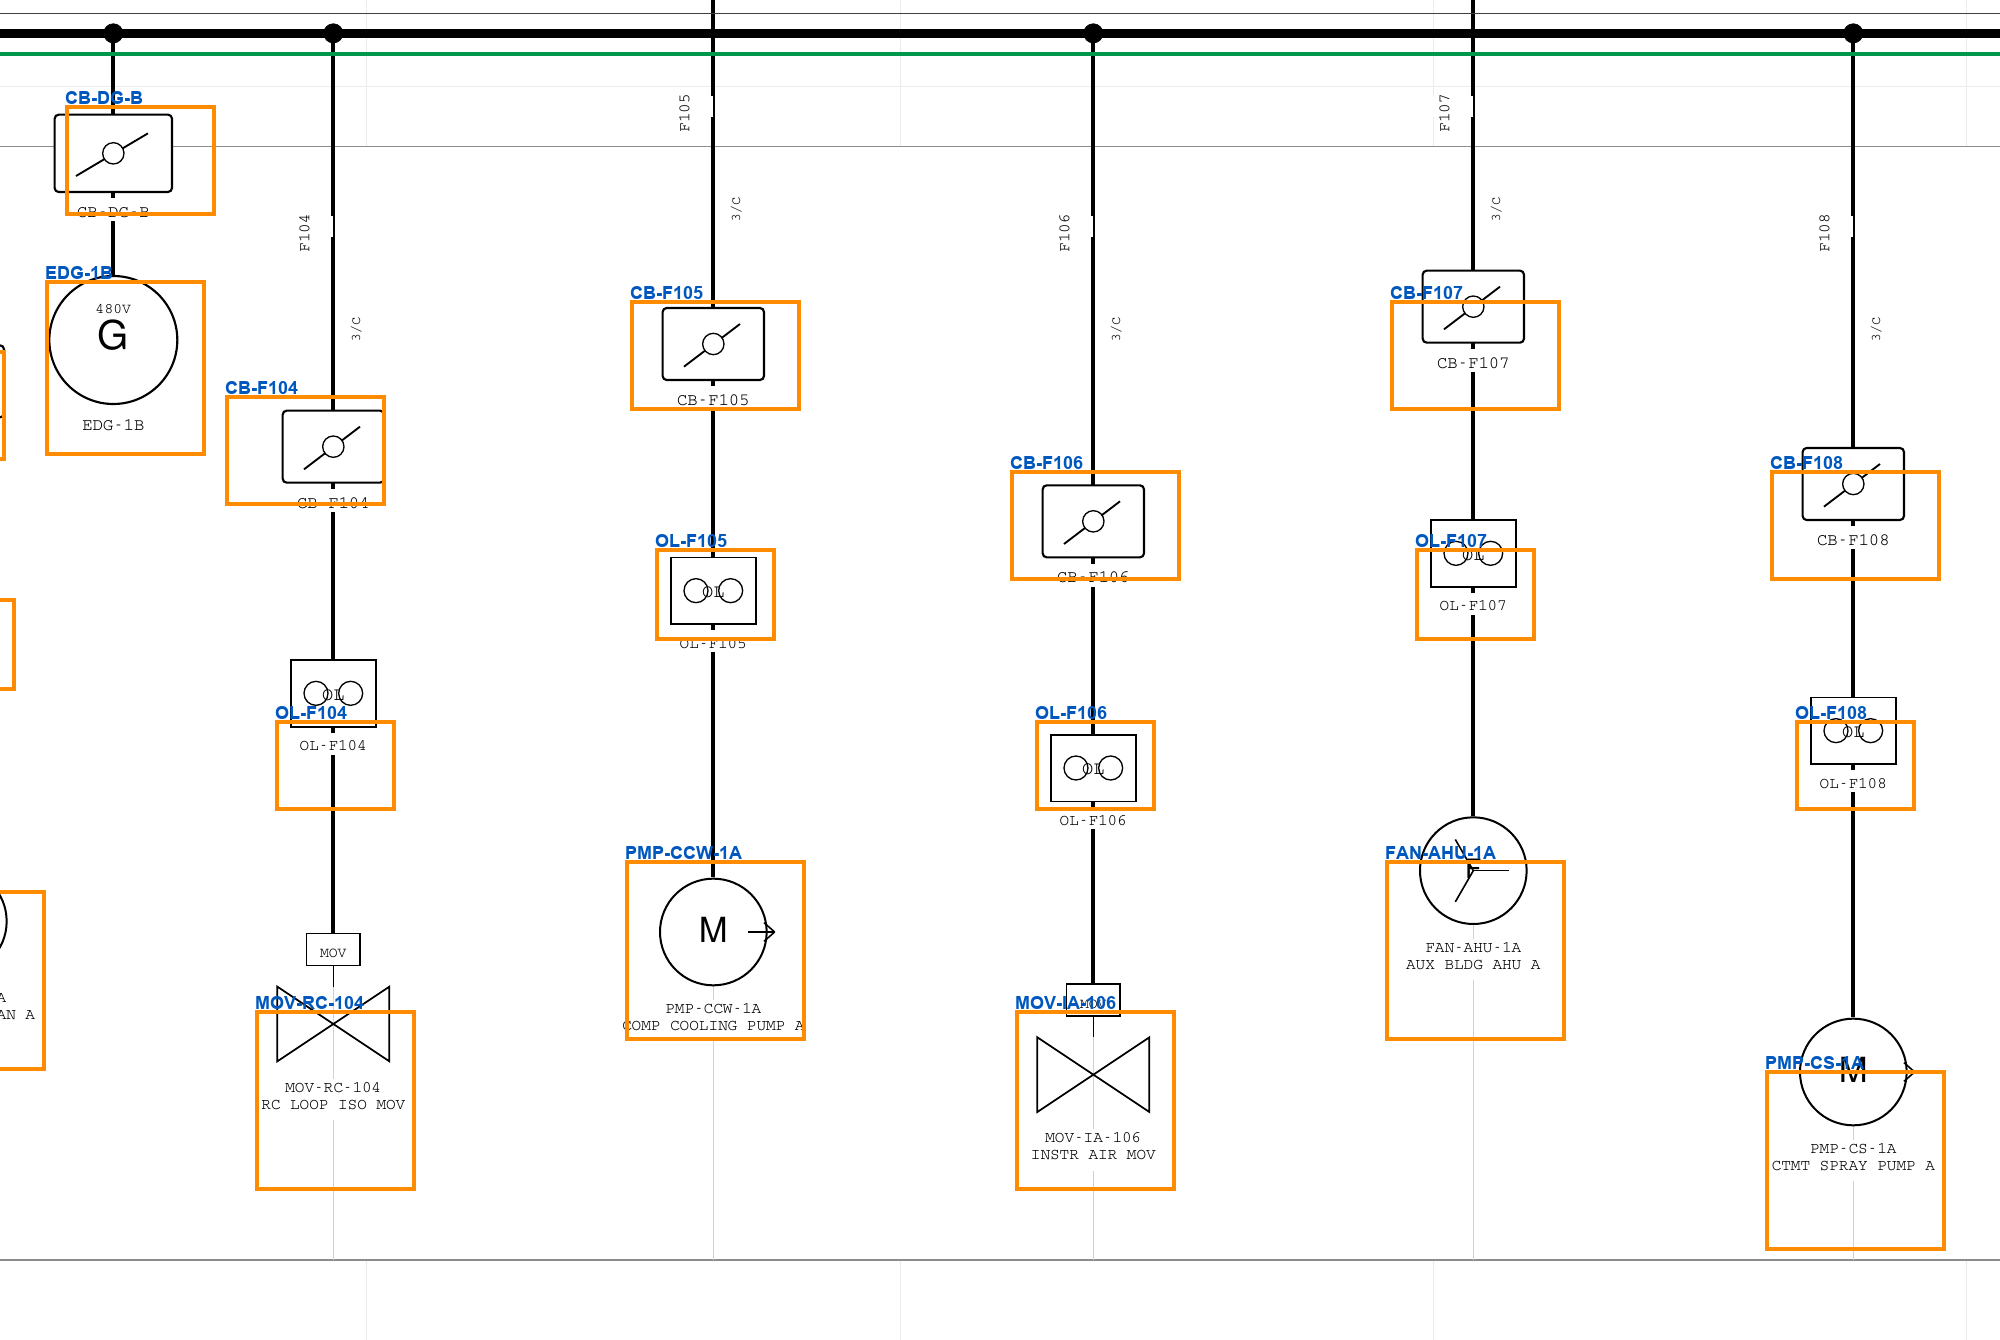 F105
F107
CB-DG-B
CB-DG-B
3/C
3/C
F104
F106
F108
EDG-1B
480V
G
EDG-1B
3/C
3/C
3/C
CB-F105
CB-F105
CB-F107
CB-F107
CB-F104
CB-F104
CB-F106
CB-F106
CB-F108
CB-F108
OL-F105
OL
OL-F105
OL-F107
OL
OL-F107
OL
OL-F104
OL-F104
OL-F106
OL
OL-F106
OL-F108
OL
OL-F108
PMP-CCW-1A
M
PMP-CCW-1A
COMP COOLING PUMP A
FAN-AHU-1A
F
FAN-AHU-1A
AUX BLDG AHU A
A
AN A
MOV
MOV-RC-104
MOV-RC-104
RC LOOP ISO MOV
MOV-IA-106
MOV
MOV-IA-106
INSTR AIR MOV
PMP-CS-1A
M
PMP-CS-1A
CTMT SPRAY PUMP A